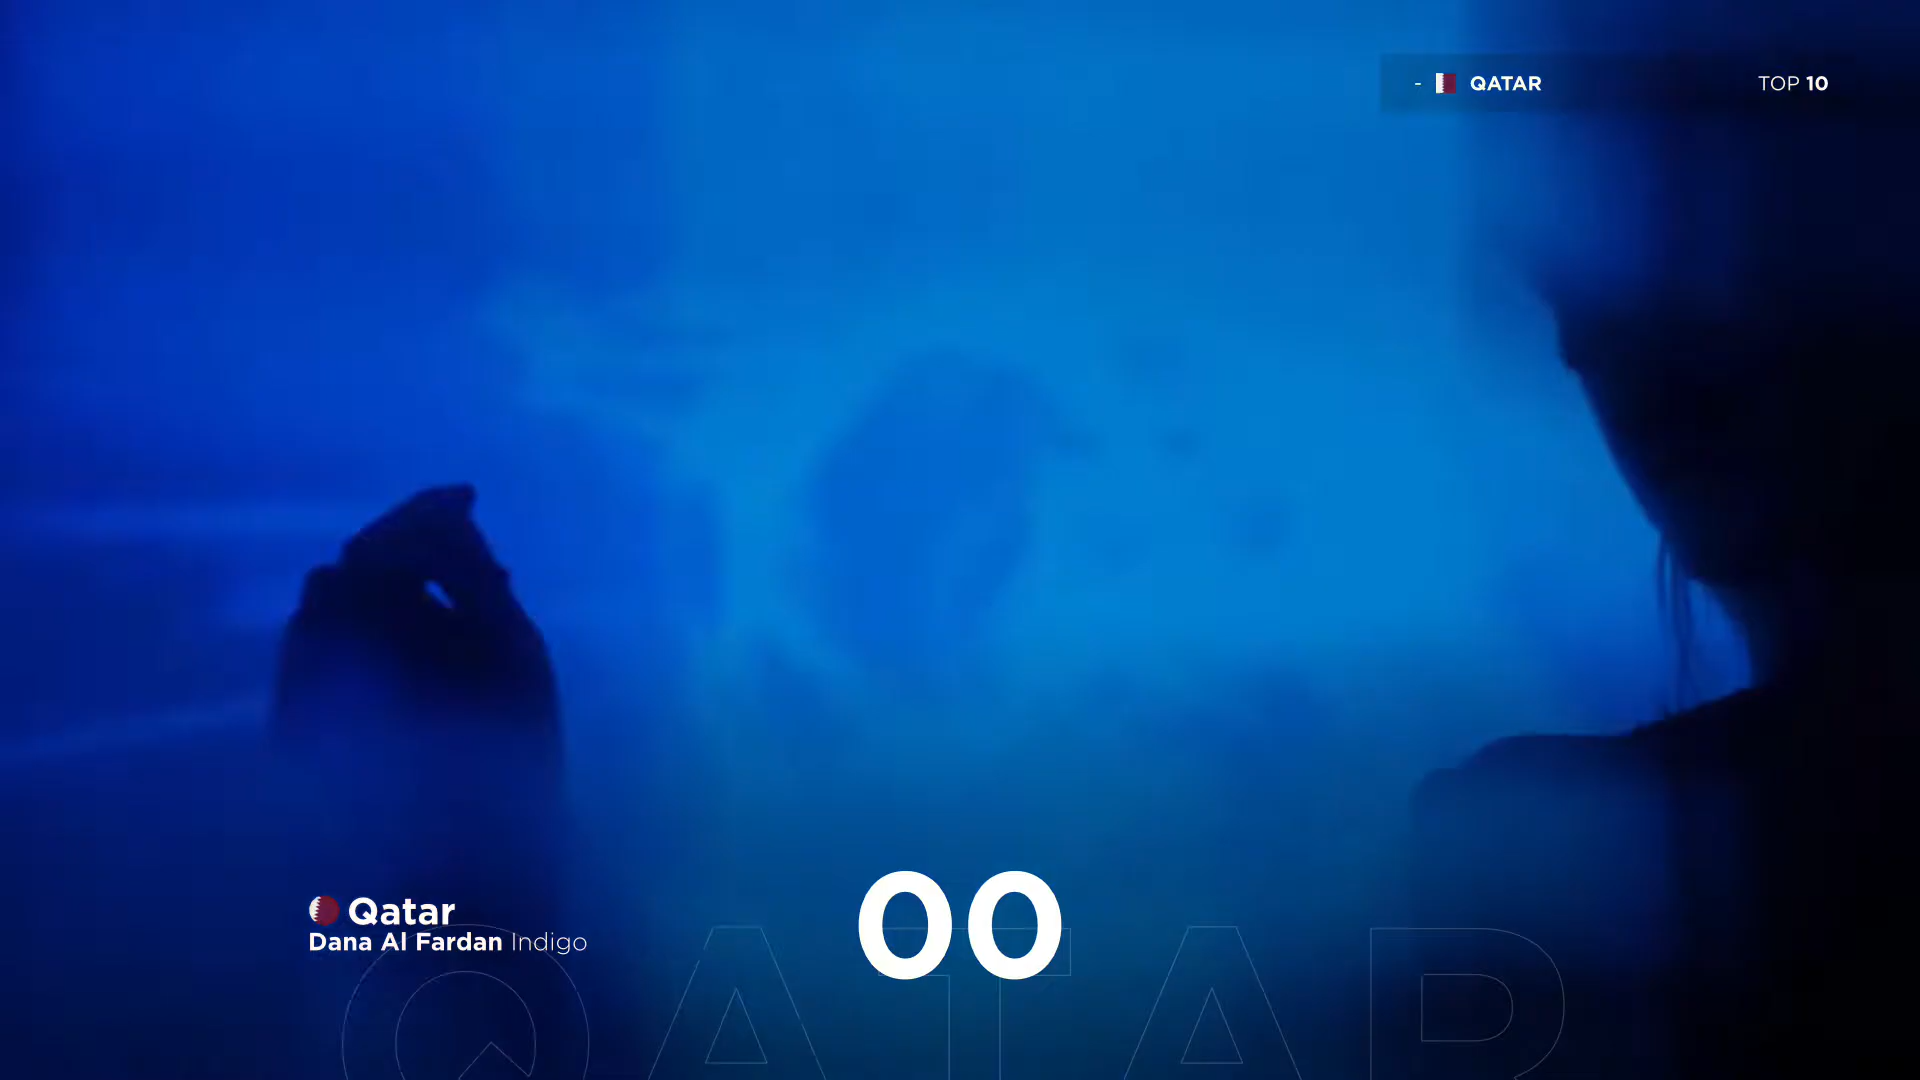 - QATAR TOP 10
Qatar
Dana Al Fardan Indigo
00
QATAR